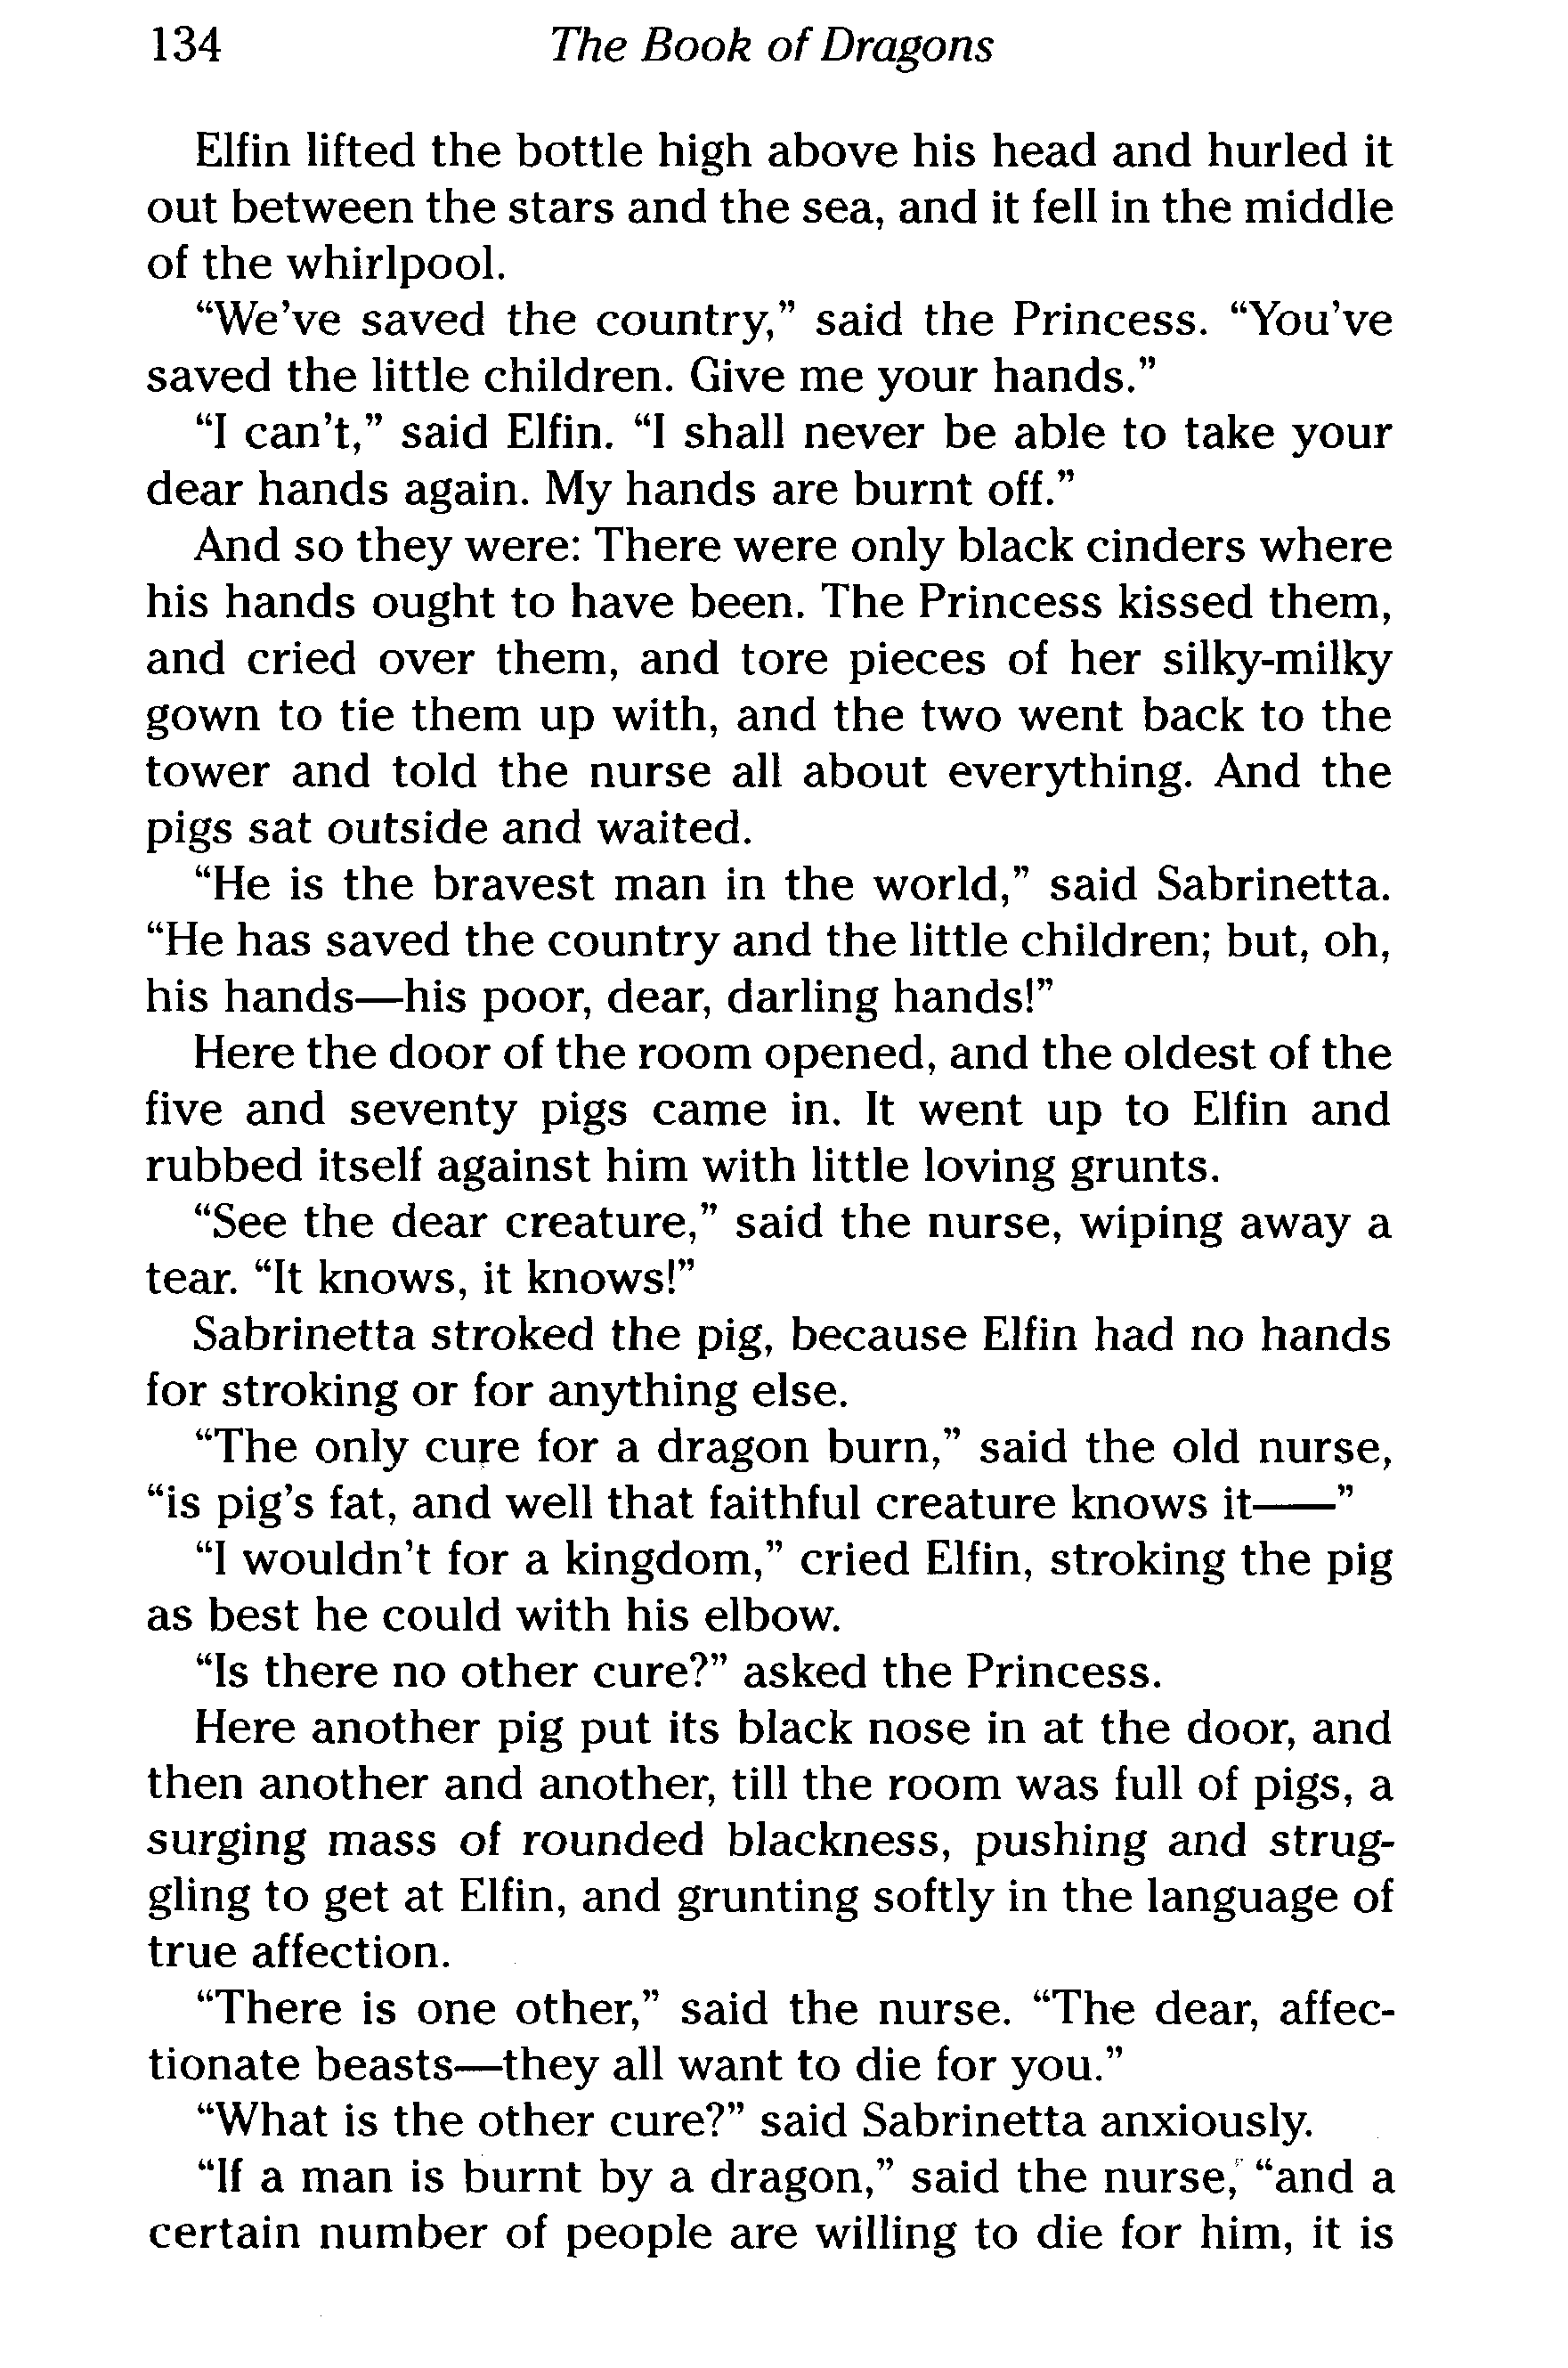 134 The Book of Dragons
Elfin lifted the bottle high above his head and hurled it
out between the stars and the sea, and it fell in the middle
of the whirlpool.
“We’ve saved the country,” said the Princess. “You’ve
saved the little children. Give me your hands.”
“I can’t,” said Elfin. “I shall never be able to take your
dear hands again. My hands are burnt off.”
And so they were: There were only black cinders where
his hands ought to have been. The Princess kissed them,
and cried over them, and tore pieces of her silky-milky
gown to tie them up with, and the two went back to the
tower and told the nurse all about everything. And the
pigs sat outside and waited.
“He is the bravest man in the world,” said Sabrinetta.
“He has saved the country and the little children; but, oh,
his hands—his poor, dear, darling hands!”
Here the door of the room opened, and the oldest of the
five and seventy pigs came in. It went up to Elfin and
rubbed itself against him with little loving grunts.
“See the dear creature,” said the nurse, wiping away a
tear. “It knows, it knows!”
Sabrinetta stroked the pig, because Elfin had no hands
for stroking or for anything else.
“The only cure for a dragon burn,” said the old nurse,
“is pig’s fat, and well that faithful creature knows it——”
“I wouldn’t for a kingdom,” cried Elfin, stroking the pig
as best he could with his elbow.
“Is there no other cure?” asked the Princess.
Here another pig put its black nose in at the door, and
then another and another, till the room was full of pigs, a
surging mass of rounded blackness, pushing and strug-
gling to get at Elfin, and grunting softly in the language of
true affection.
“There is one other,” said the nurse. “The dear, affec-
tionate beasts—they all want to die for you.”
“What is the other cure?” said Sabrinetta anxiously.
“If a man is burnt by a dragon,” said the nurse, “and a
certain number of people are willing to die for him, it is